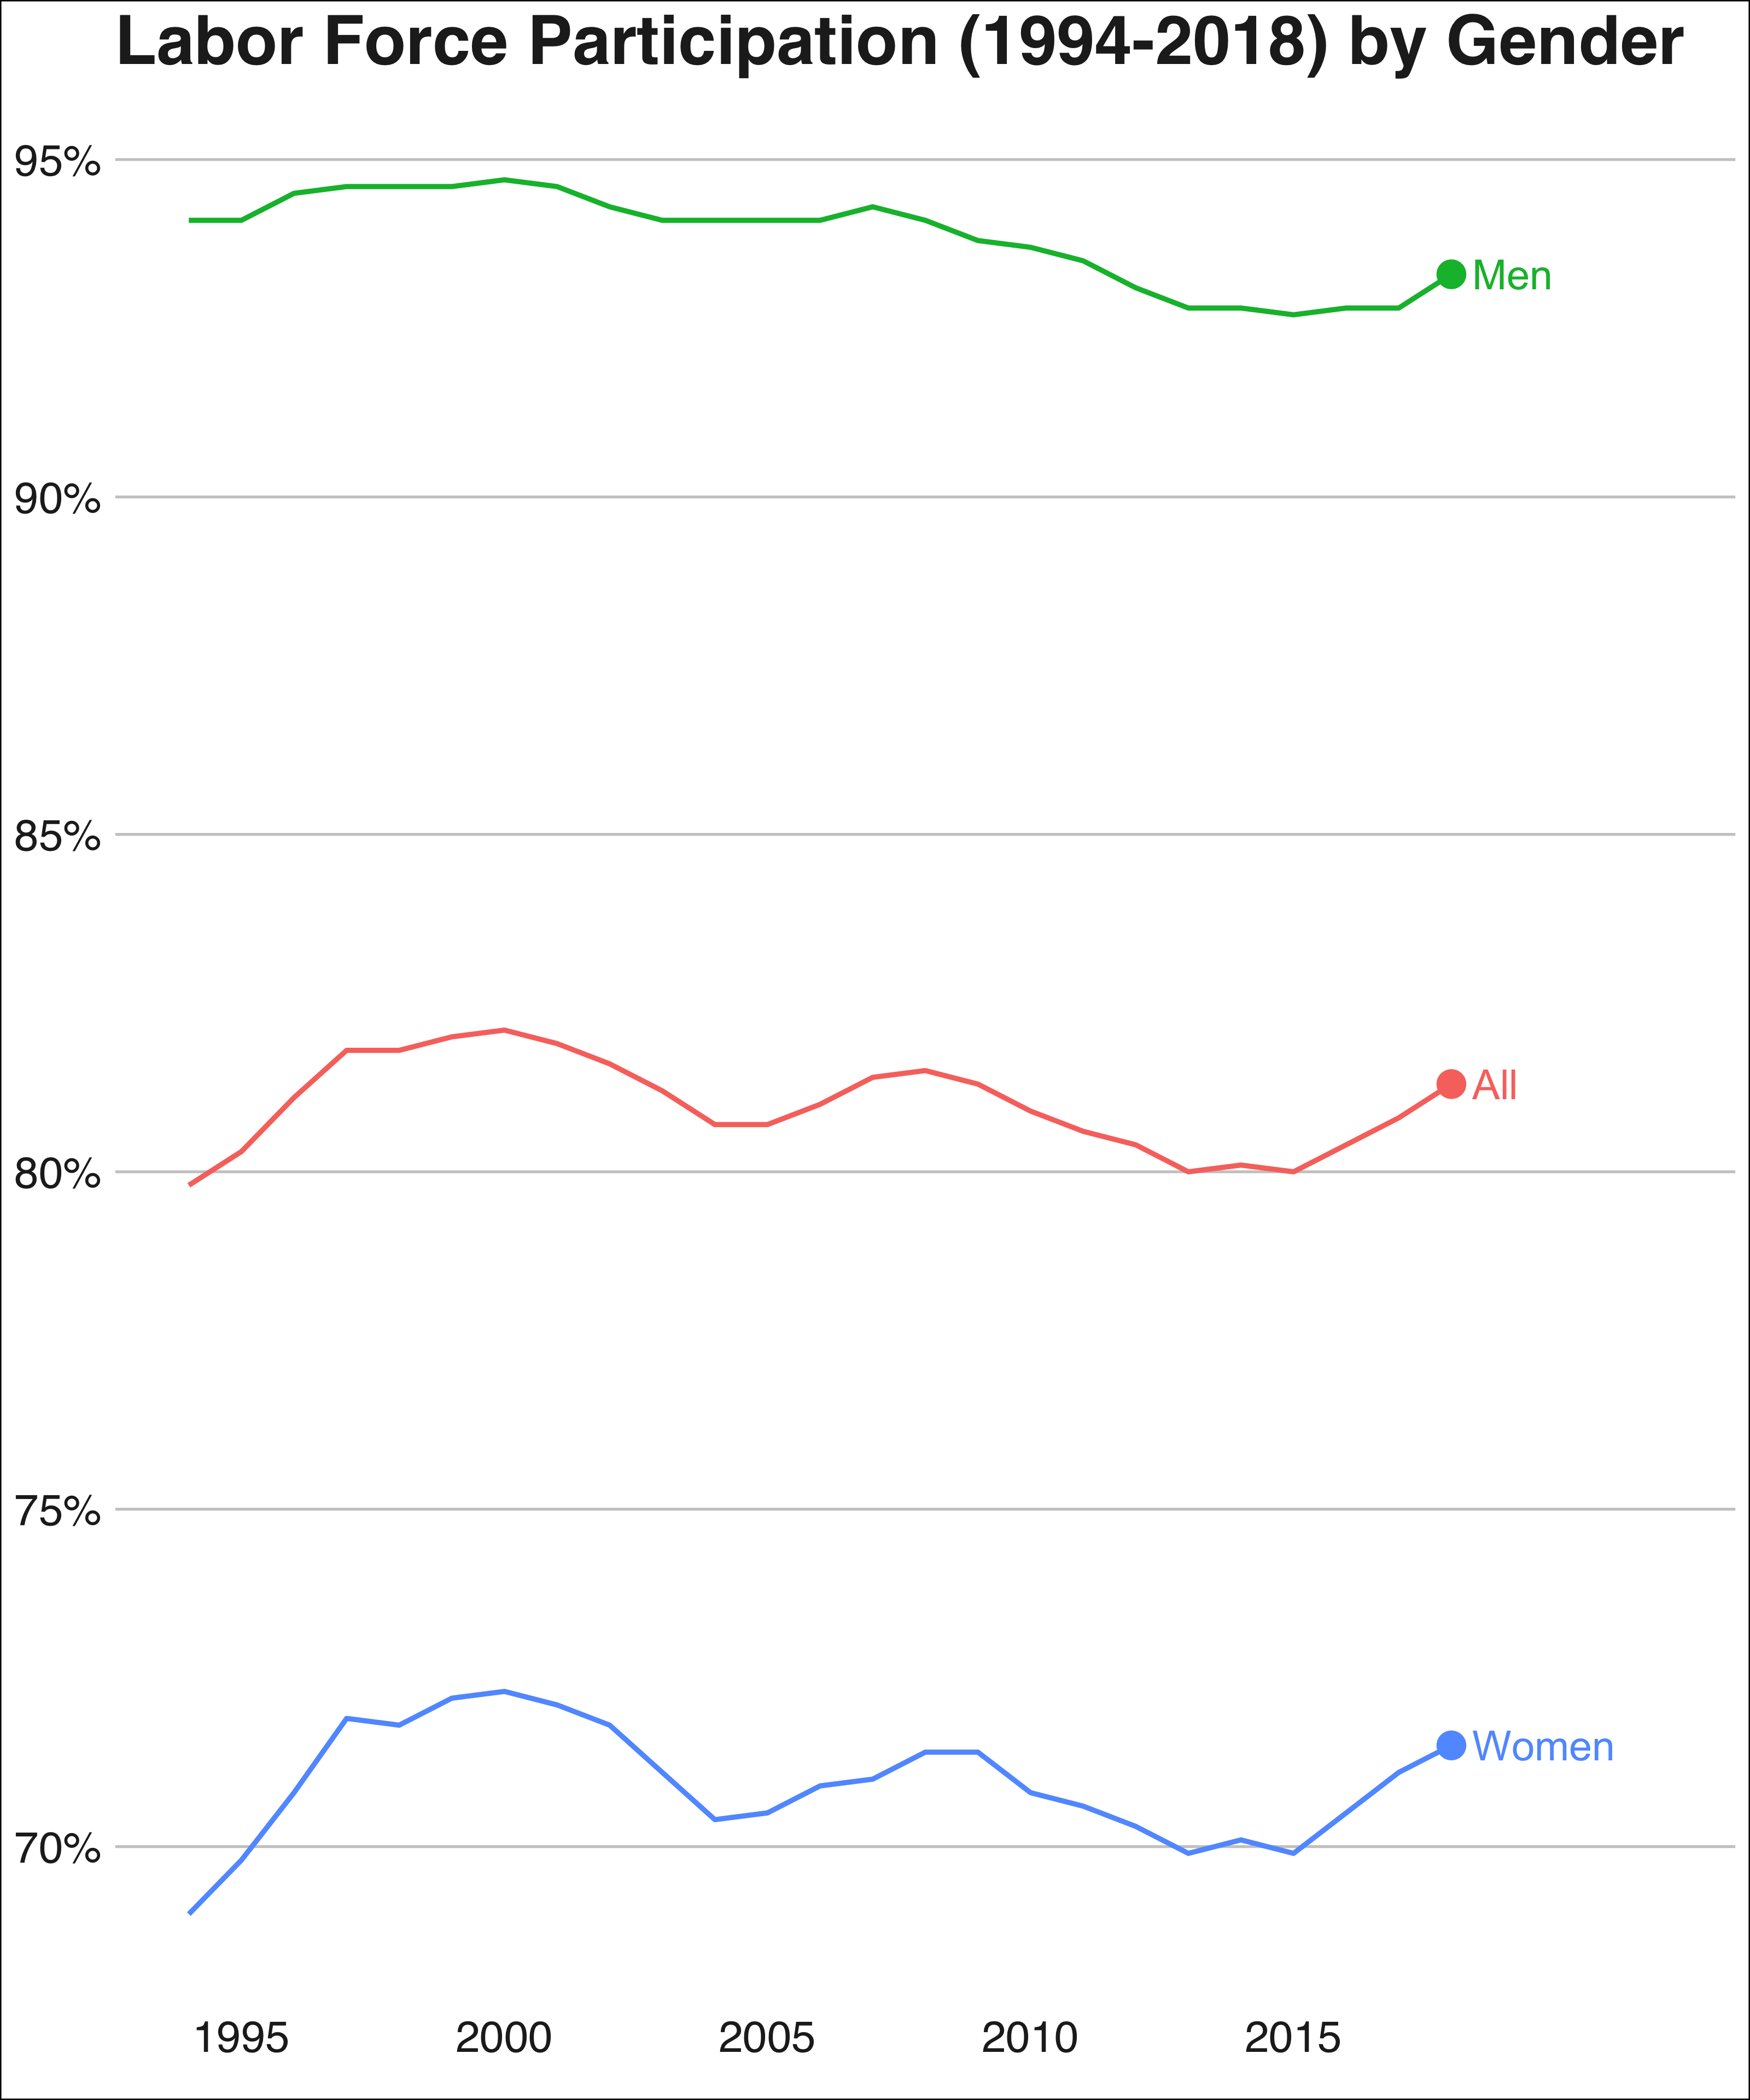 Labor Force Participation (1994-2018) by Gender
95%
Men
90%
85%
All
80%
75%
Women
70%
1995 2000 2005 2010 2015